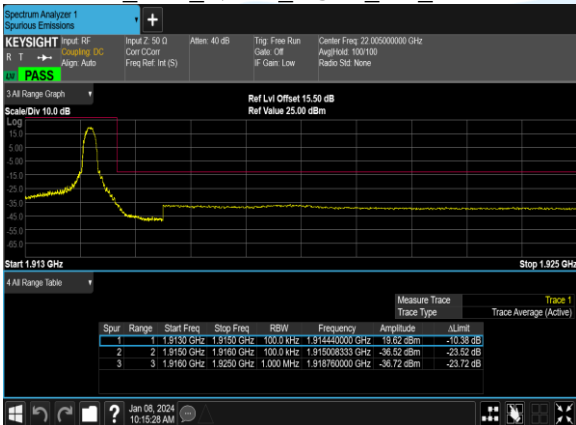 Spectrum Analyzer 1
Spurious Emissions
KEYSIGHT Input: RF Input Z: 50 Ω Atten: 40 dB Trig: Free Run Center Freq: 22.005000000 GHz
R T Coupling: DC Corr CCorr Gate: Off Avg|Hold: 100/100
Align: Auto Freq Ref: Int (S) IF Gain: Low Radio Std: None
LW PASS
3 All Range Graph
Ref Lvl Offset 15.50 dB
Scale/Div 10.0 dB Ref Value 25.00 dBm
Log
15.0
5.00
-5.00
-15.0
-25.0
-35.0
-45.0
-55.0
-65.0
Start 1.913 GHz Stop 1.925 GHz
4 All Range Table
Measure Trace Trace 1
Trace Type Trace Average (Active)
Spur Range Start Freq Stop Freq RBW Frequency Amplitude ΔLimit
1 1 1.9130 GHz 1.9150 GHz 100.0 kHz 1.914440000 GHz 19.62 dBm -10.38 dB
2 2 1.9150 GHz 1.9160 GHz 100.0 kHz 1.915008333 GHz -36.52 dBm -23.52 dB
3 3 1.9160 GHz 1.9250 GHz 1.000 MHz 1.918760000 GHz -36.72 dBm -23.72 dB
Jan 08, 2024
10:15:28 AM